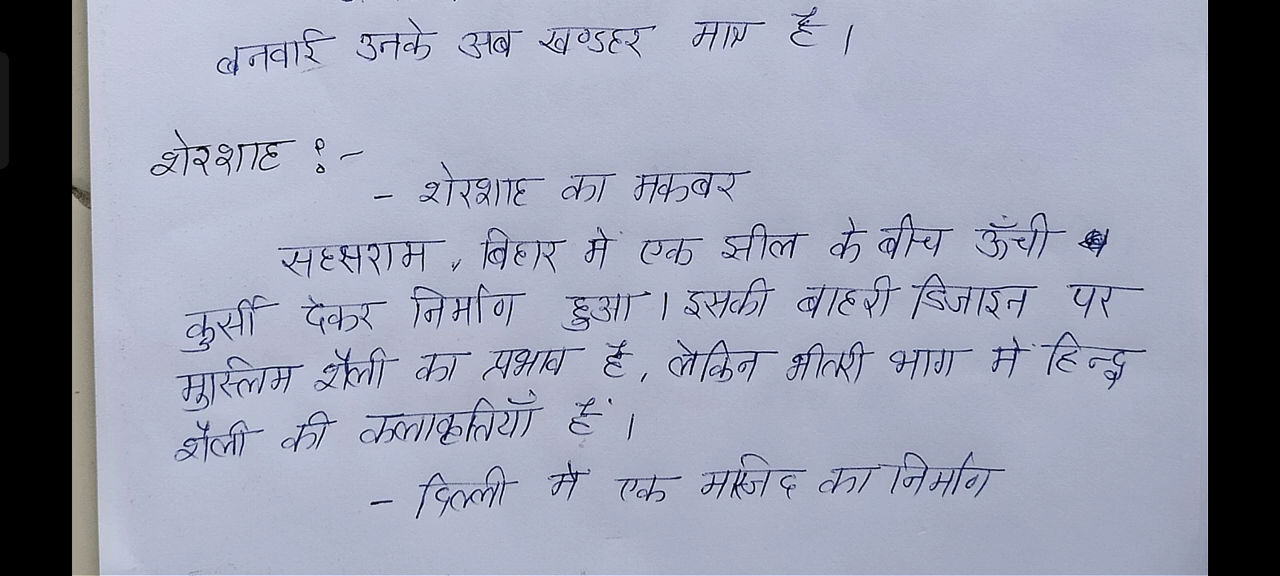 बनवाई उनके अब खण्डहर मात्र है।
शेरशाह :-
- शेरशाह का मकबर
सहसराम, बिहार में एक झील के बीच ऊँची
कुर्सी देकर निर्माण हुआ। इसकी बाहरी डिजाइन पर
मुस्लिम शैली का प्रभाव है, लेकिन भीतरी भाग में हिन्दू
शैली की कलाकृतियाँ हैं।
- दिल्ली में एक मस्जिद का निर्माण